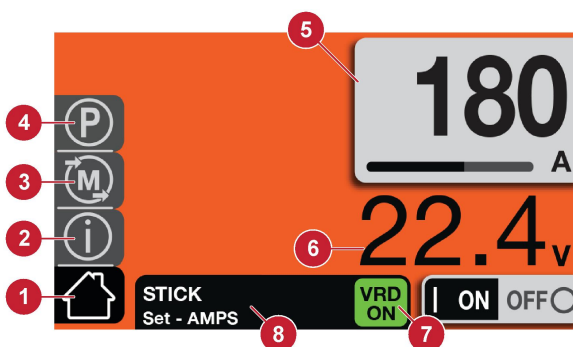 5
180
A
4
P
3
M
2
i
6
22.4 V
1
STICK
Set - AMPS
8
VRD
ON
7
I ON OFF O